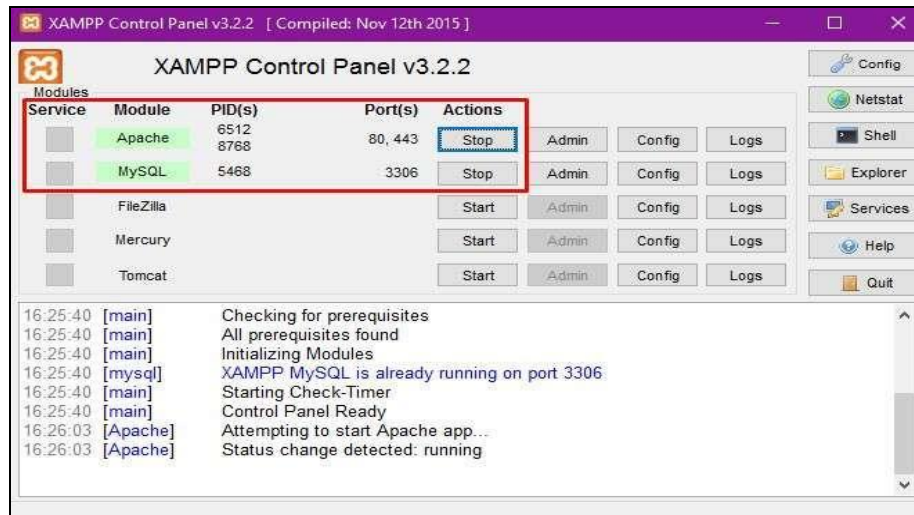 XAMPP Control Panel v3.2.2 [ Compiled: Nov 12th 2015 ]
XAMPP Control Panel v3.2.2
Config
Modules
Netstat
Service Module PID(s) Port(s) Actions
Apache 6512 8768 80, 443 Stop Admin Config Logs
Shell
MySQL 5468 3306 Stop Admin Config Logs
Explorer
FileZilla Start Admin Config Logs
Services
Mercury Start Admin Config Logs
Help
Tomcat Start Admin Config Logs
Quit
16:25:40 [main] Checking for prerequisites
16:25:40 [main] All prerequisites found
16:25:40 [main] Initializing Modules
16:25:40 [mysql] XAMPP MySQL is already running on port 3306
16:25:40 [main] Starting Check-Timer
16:25:40 [main] Control Panel Ready
16:26:03 [Apache] Attempting to start Apache app...
16:26:03 [Apache] Status change detected: running